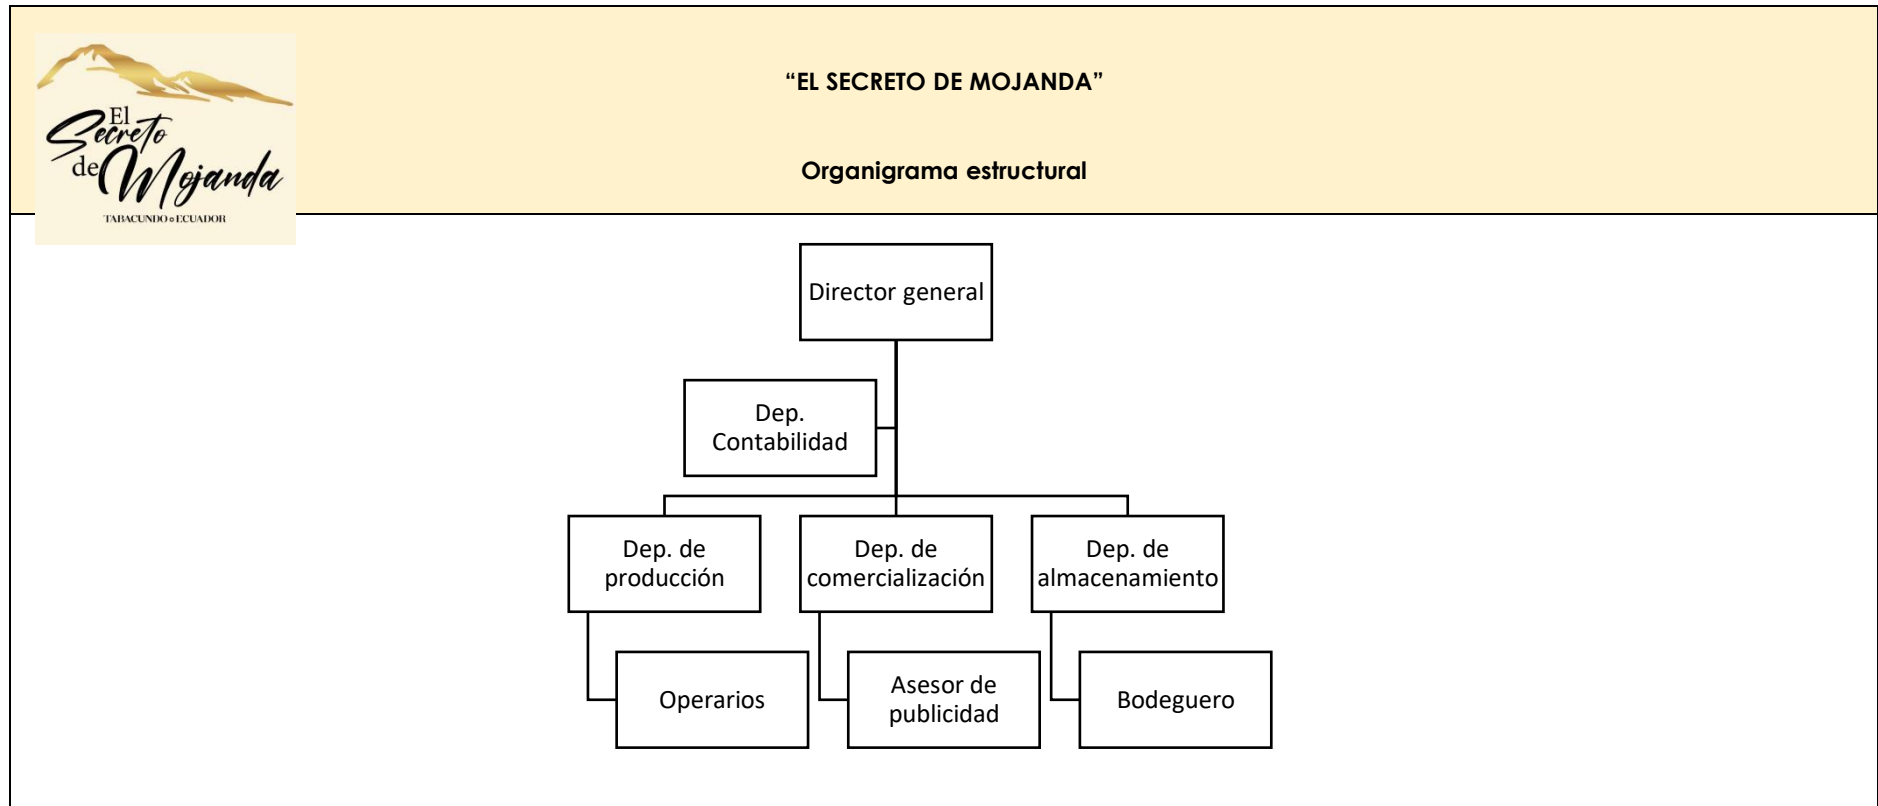 El
Secreto
de Mojanda
TABACUNDO ECUADOR
“EL SECRETO DE MOJANDA”
Organigrama estructural
Director general
Dep.
Contabilidad
Dep. de
producción
Dep. de
comercialización
Dep. de
almacenamiento
Operarios
Asesor de
publicidad
Bodeguero